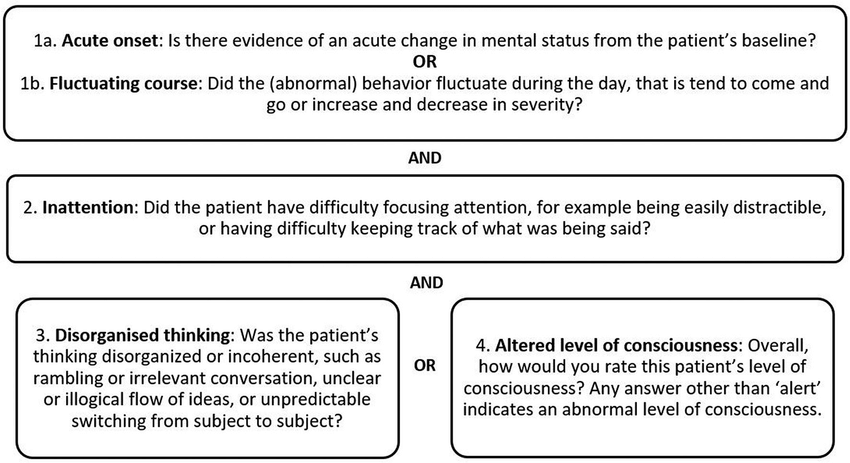 1a. Acute onset: Is there evidence of an acute change in mental status from the patient's baseline?
OR
1b. Fluctuating course: Did the (abnormal) behavior fluctuate during the day, that is tend to come and
go or increase and decrease in severity?
AND
2. Inattention: Did the patient have difficulty focusing attention, for example being easily distractible,
or having difficulty keeping track of what was being said?
AND
3. Disorganised thinking: Was the patient's
thinking disorganized or incoherent, such as
rambling or irrelevant conversation, unclear
or illogical flow of ideas, or unpredictable
switching from subject to subject?
OR
4. Altered level of consciousness: Overall,
how would you rate this patient's level of
consciousness? Any answer other than 'alert'
indicates an abnormal level of consciousness.